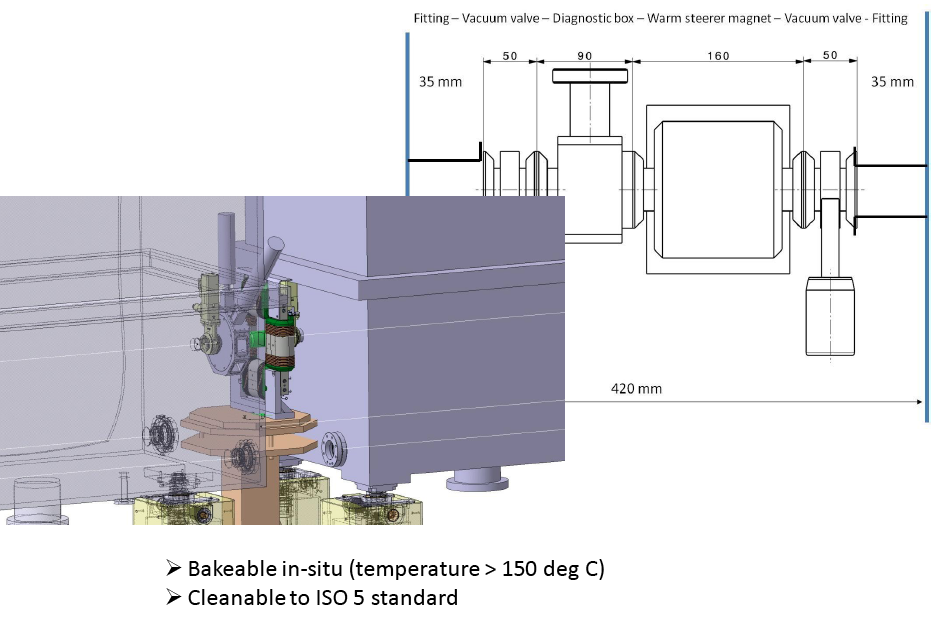 Fitting – Vacuum valve – Diagnostic box – Warm steerer magnet – Vacuum valve - Fitting
50 90 160 50
35 mm 35 mm
420 mm
➢ Bakeable in-situ (temperature > 150 deg C)
➢ Cleanable to ISO 5 standard